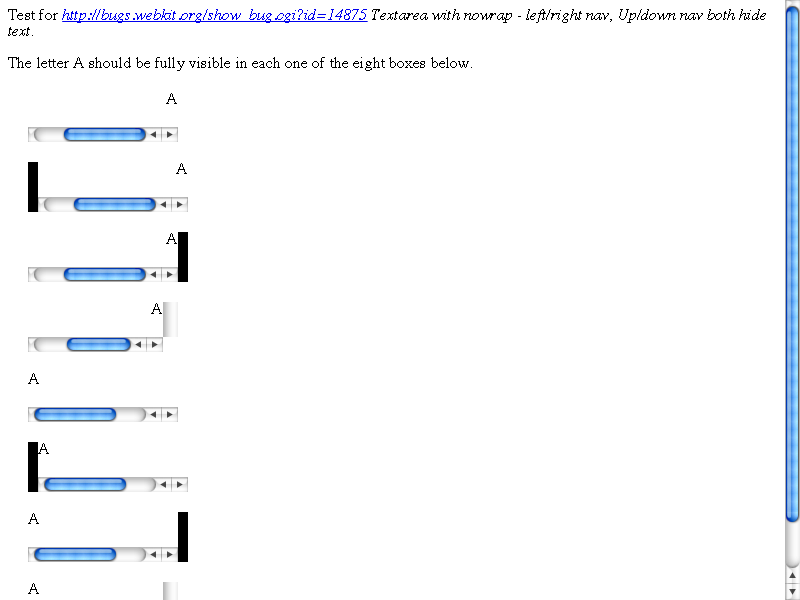 Test for http://bugs.webkit.org/show_bug.cgi?id=14875 Textarea with nowrap - left/right nav, Up/down nav both hide
text.
The letter A should be fully visible in each one of the eight boxes below.
A
A
A
A
A
A
A
A